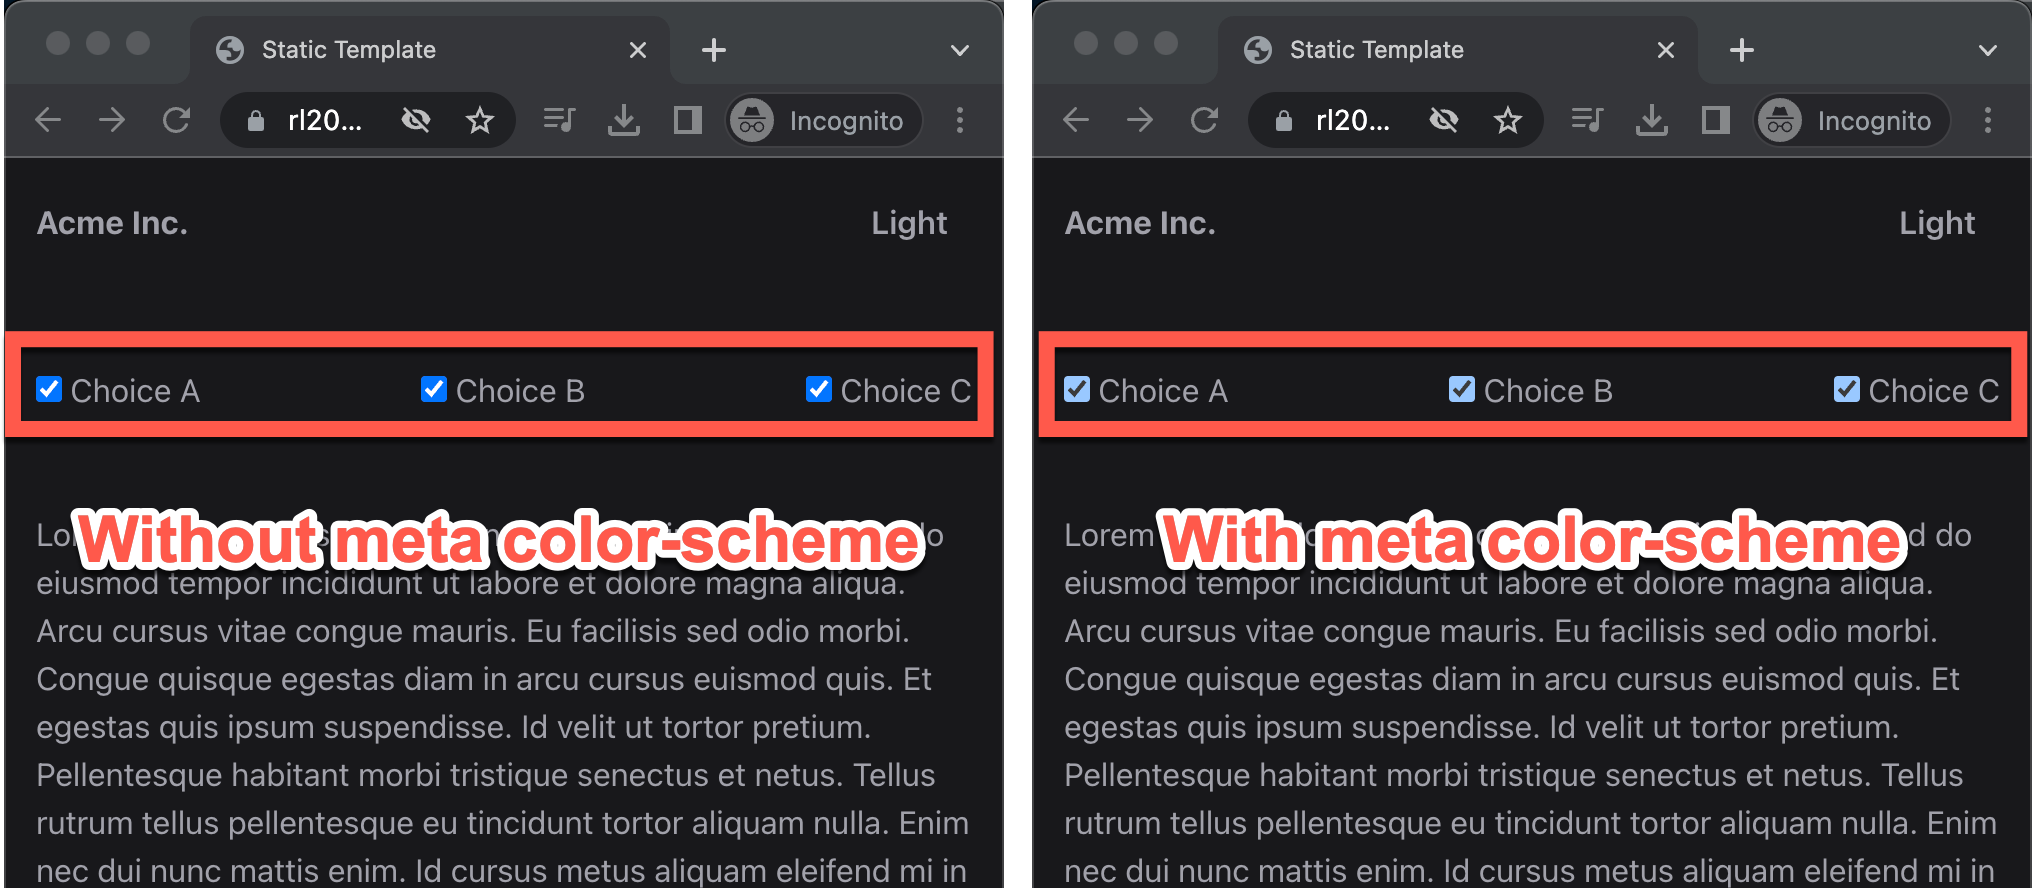 Static Template
rl20...
Incognito
Acme Inc.
Light
Choice A
Choice B
Choice C
Without meta color-scheme
do
eiusmod tempor incididunt ut labore et dolore magna aliqua.
Arcu cursus vitae congue mauris. Eu facilisis sed odio morbi.
Congue quisque egestas diam in arcu cursus euismod quis. Et
egestas quis ipsum suspendisse. Id velit ut tortor pretium.
Pellentesque habitant morbi tristique senectus et netus. Tellus
rutrum tellus pellentesque eu tincidunt tortor aliquam nulla. Enim
nec dui nunc mattis enim. Id cursus metus aliquam eleifend mi in
Static Template
rl20...
Incognito
Acme Inc.
Light
Choice A
Choice B
Choice C
With meta color-scheme
Lorem do
eiusmod tempor incididunt ut labore et dolore magna aliqua.
Arcu cursus vitae congue mauris. Eu facilisis sed odio morbi.
Congue quisque egestas diam in arcu cursus euismod quis. Et
egestas quis ipsum suspendisse. Id velit ut tortor pretium.
Pellentesque habitant morbi tristique senectus et netus. Tellus
rutrum tellus pellentesque eu tincidunt tortor aliquam nulla. Enim
nec dui nunc mattis enim. Id cursus metus aliquam eleifend mi in